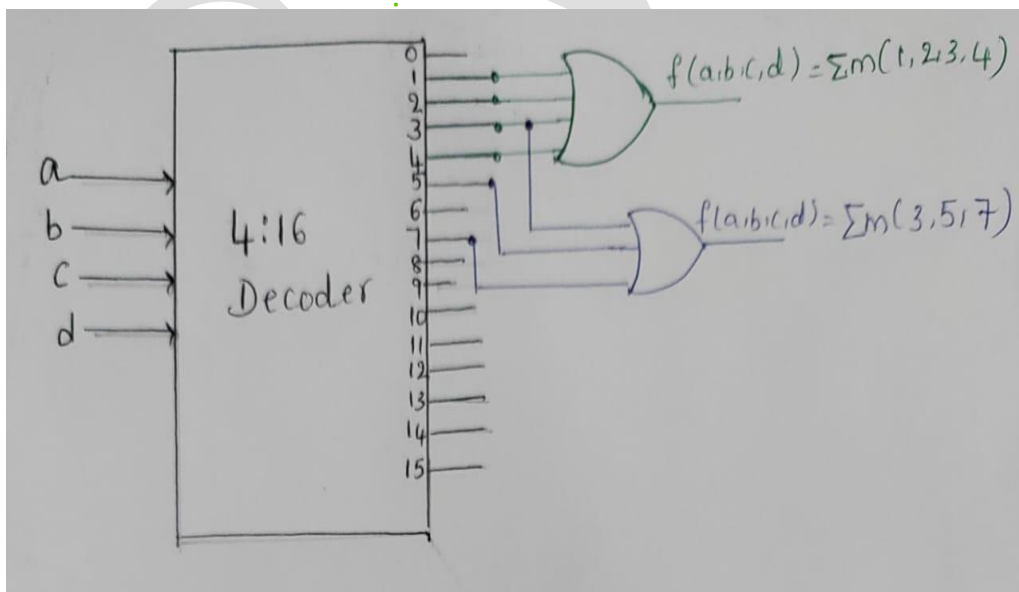 0
1
f(a,b,c,d) = Σm(1,2,3,4)
2
3
4
a
5
6
f(a,b,c,d) = Σm(3,5,7)
b
4:16
7
8
c
Decoder
9
10
d
11
12
13
14
15